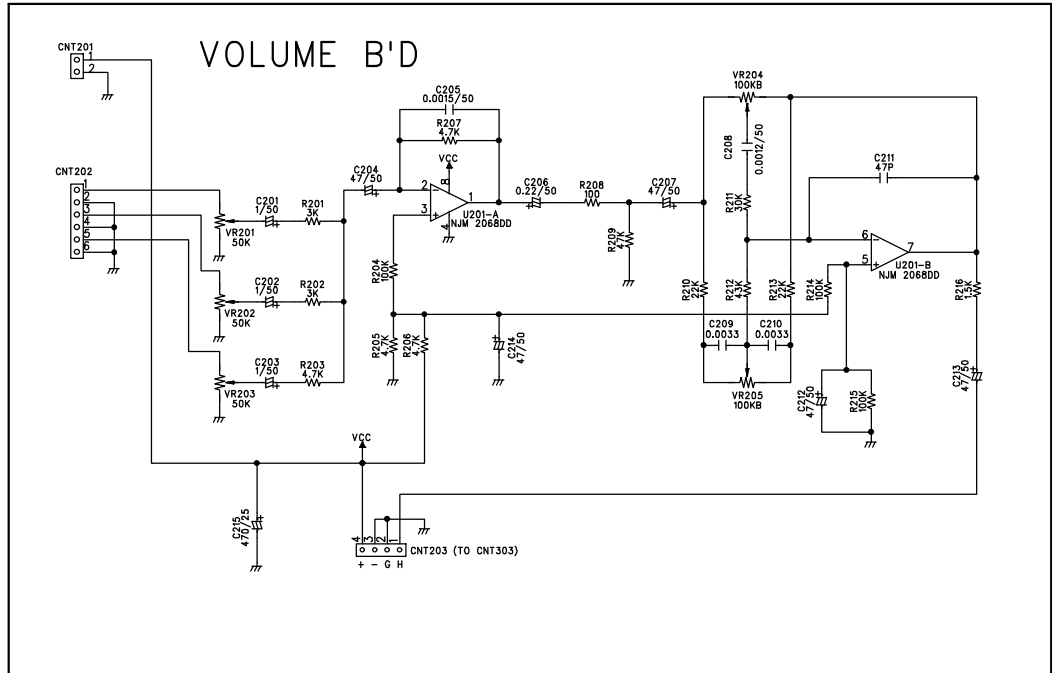 VOLUME B'D
CNT201
1
2
CNT202
1
2
3
4
5
6
VR201
50K
C201
1/50
+
R201
3K
VR202
50K
C202
1/50
+
R202
3K
VR203
50K
C203
1/50
+
R203
4.7K
C204
47/50
+
C205
0.0015/50
R207
4.7K
VCC
8
2
−
3
+
1
4
U201-A
NJM 2068DD
R204
100K
R205
4.7K
R206
4.7K
C214
47/50
+
C206
0.22/50
+
R208
100
R209
47K
C207
47/50
+
VR204
100KB
C208
0.0012/50
R211
30K
R210
22K
R212
43K
R213
22K
R214
100K
C209
0.0033
C210
0.0033
VR205
100KB
C211
47P
6
−
5
+
7
U201-B
NJM 2068DD
C212
47/50
+
R215
100K
R216
1.5K
C213
47/50
+
VCC
C215
470/25
+
4
3
2
1
CNT203 (TO CNT303)
+ − G H